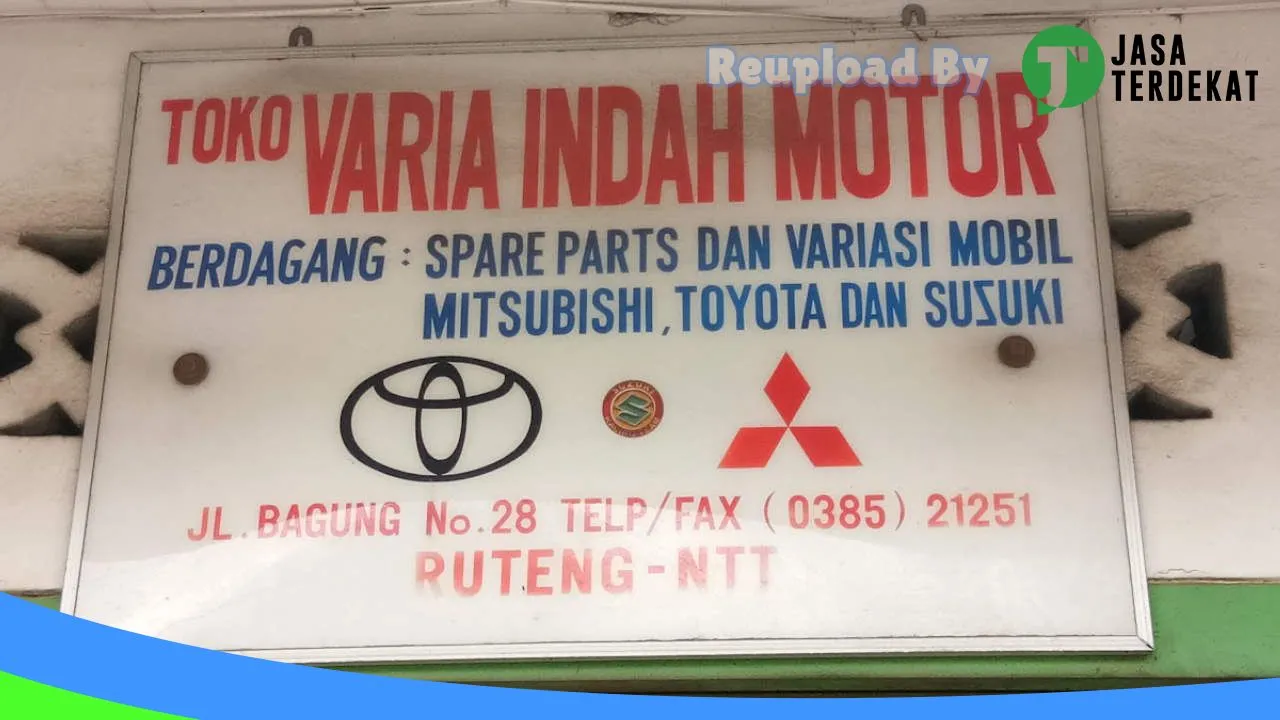 Reupload By
JASA
TERDEKAT
TOKO VARIA INDAH MOTOR
BERDAGANG : SPARE PARTS DAN VARIASI MOBIL
MITSUBISHI, TOYOTA DAN SUZUKI
SUZUKI
JL. BAGUNG No.28 TELP/FAX (0385) 21251
RUTENG-NTT